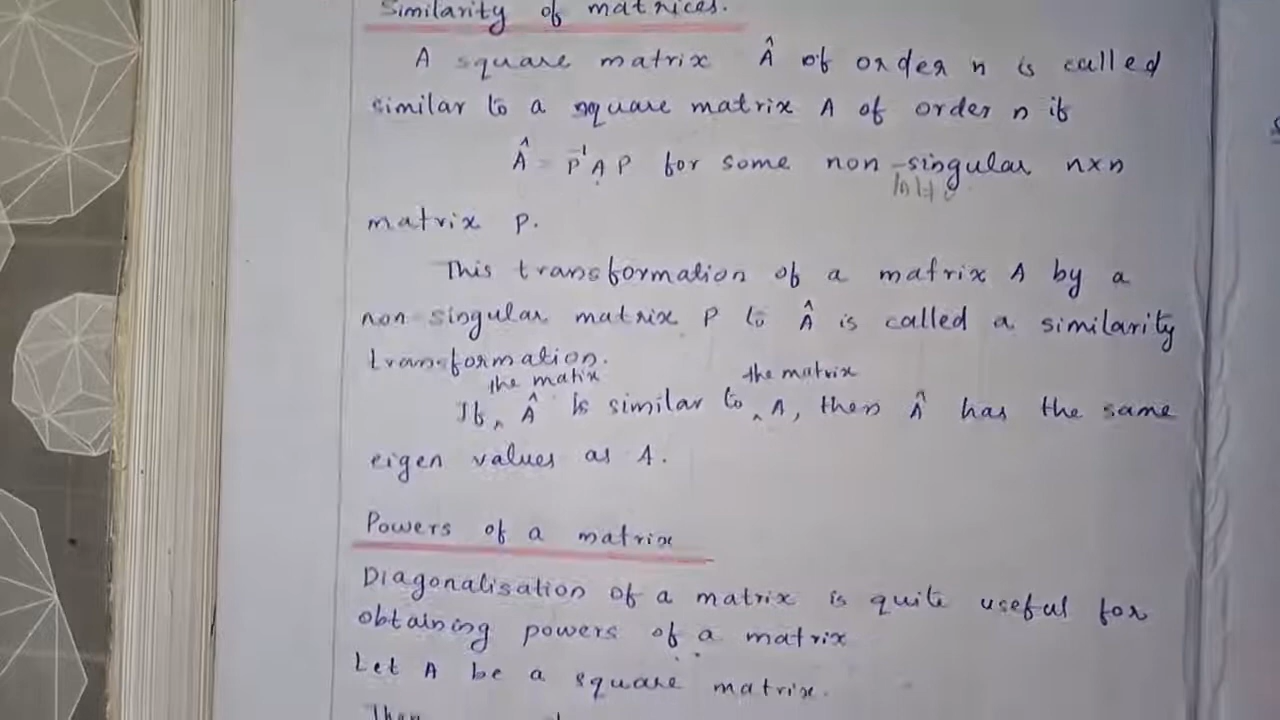 Similarity of matrices.
A square matrix Â of order n is called
similar to a square matrix A of order n if
Â = P⁻¹AP for some non-singular n×n
matrix P.
This transformation of a matrix A by a
non singular matrix P to Â is called a similarity
transformation.
the matix the matrix
If ‸ Â is similar to ‸ A, then Â has the same
eigen values as A.
Powers of a matrix
Diagonalisation of a matrix is quite useful for
obtaining powers of a matrix
Let A be a square matrix.
Then